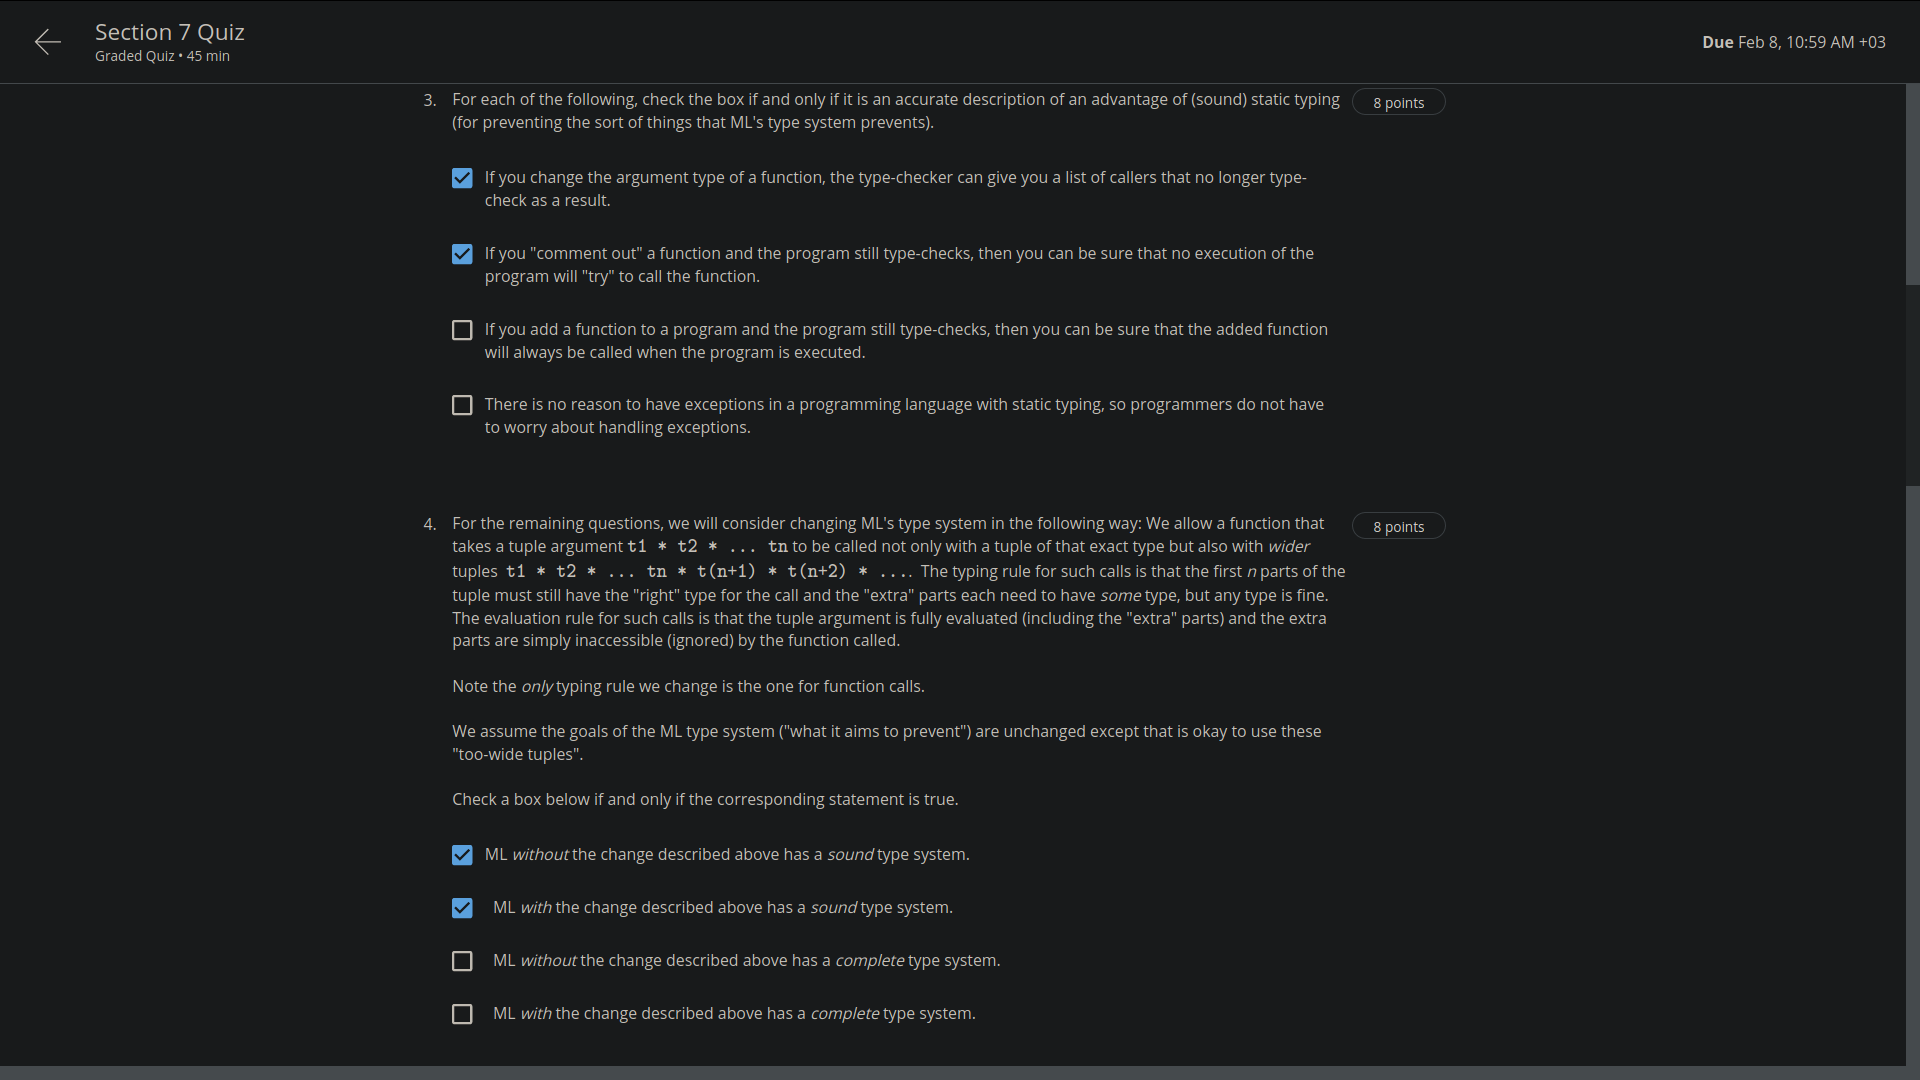 Section 7 Quiz
Graded Quiz • 45 min
Due Feb 8, 10:59 AM +03
3. For each of the following, check the box if and only if it is an accurate description of an advantage of (sound) static typing
(for preventing the sort of things that ML's type system prevents).
8 points
If you change the argument type of a function, the type-checker can give you a list of callers that no longer type-
check as a result.
If you "comment out" a function and the program still type-checks, then you can be sure that no execution of the
program will "try" to call the function.
If you add a function to a program and the program still type-checks, then you can be sure that the added function
will always be called when the program is executed.
There is no reason to have exceptions in a programming language with static typing, so programmers do not have
to worry about handling exceptions.
4. For the remaining questions, we will consider changing ML's type system in the following way: We allow a function that
8 points
takes a tuple argument t1 * t2 * ... tn to be called not only with a tuple of that exact type but also with wider
tuples t1 * t2 * ... tn * t(n+1) * t(n+2) * .... The typing rule for such calls is that the first n parts of the
tuple must still have the "right" type for the call and the "extra" parts each need to have some type, but any type is fine.
The evaluation rule for such calls is that the tuple argument is fully evaluated (including the "extra" parts) and the extra
parts are simply inaccessible (ignored) by the function called.
Note the only typing rule we change is the one for function calls.
We assume the goals of the ML type system ("what it aims to prevent") are unchanged except that is okay to use these
"too-wide tuples".
Check a box below if and only if the corresponding statement is true.
ML without the change described above has a sound type system.
ML with the change described above has a sound type system.
ML without the change described above has a complete type system.
ML with the change described above has a complete type system.